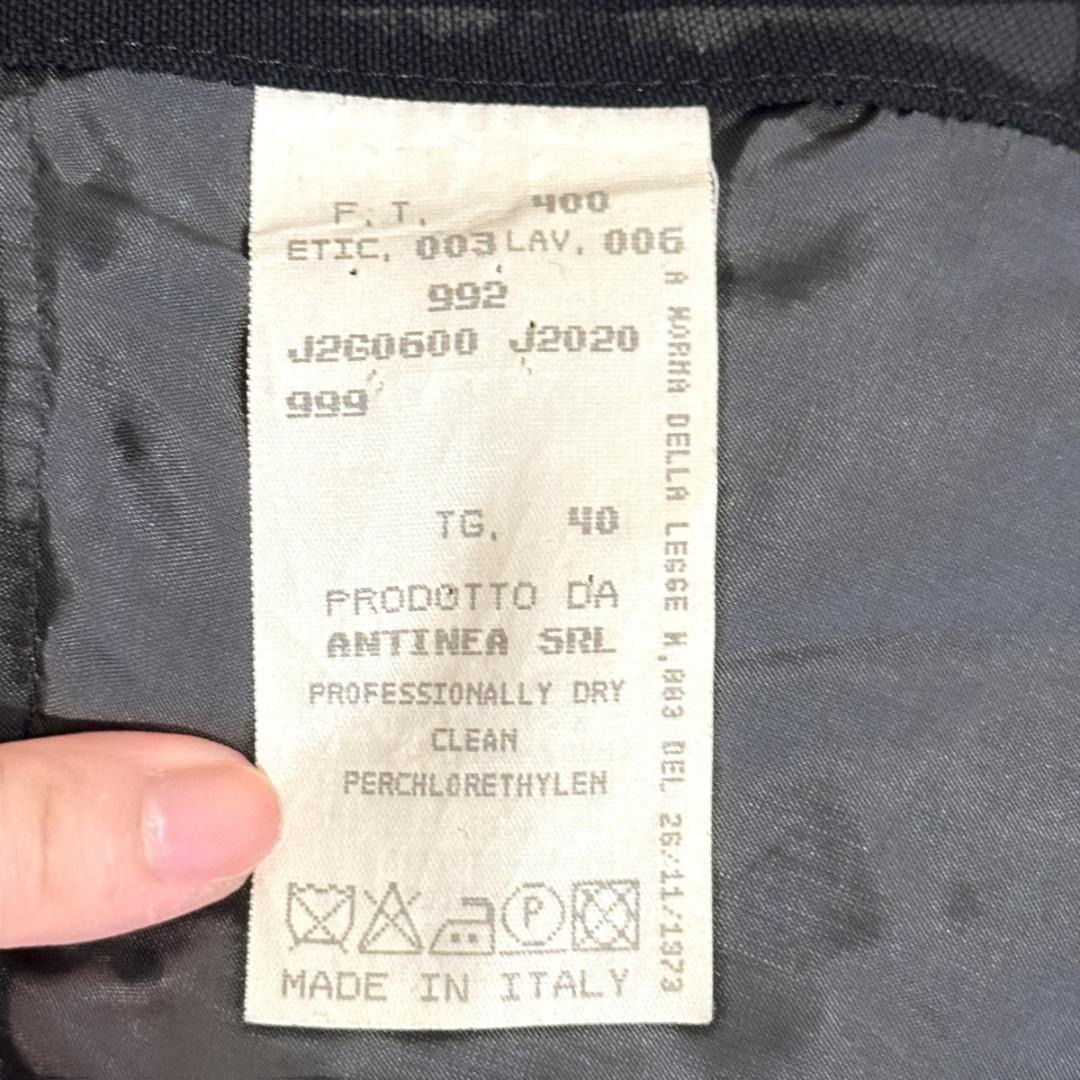 F.T. 400
ETIC, 003 LAV, 006
992
J2G0600 J2020
999
TG, 40
PRODOTTO DA
ANTINEA SRL
PROFESSIONALLY DRY
CLEAN
PERCHLORETHYLEN
P
MADE IN ITALY
A NORMA DELLA LEGGE N.883 DEL 26/11/1973